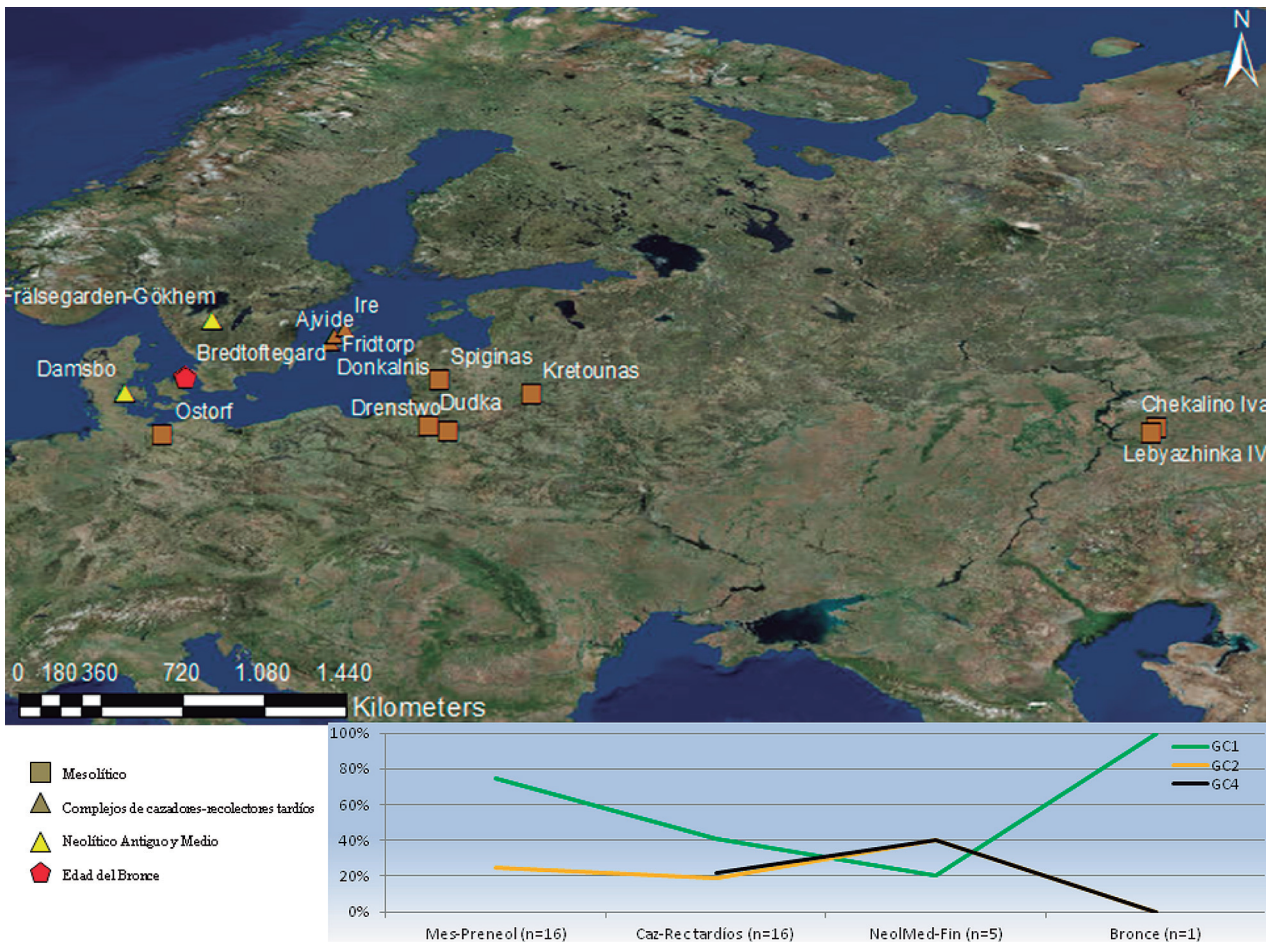 N
Frälsegarden-Gökhem
Ire
Ajvide
Bredtoftegard
Fridtorp
Damsbo
Donkalnis
Spiginas
Kretounas
Ostorf
Drenstwo
Dudka
Chekalino Iva
Lebyazhinka IV
0 180 360 720 1.080 1.440
Kilometers
Mesolítico
Complejos de cazadores-recolectores tardíos
Neolítico Antiguo y Medio
Edad del Bronce
100%
80%
60%
40%
20%
0%
GC1
GC2
GC4
Mes-Preneol (n=16)
Caz-Rec tardíos (n=16)
NeolMed-Fin (n=5)
Bronce (n=1)